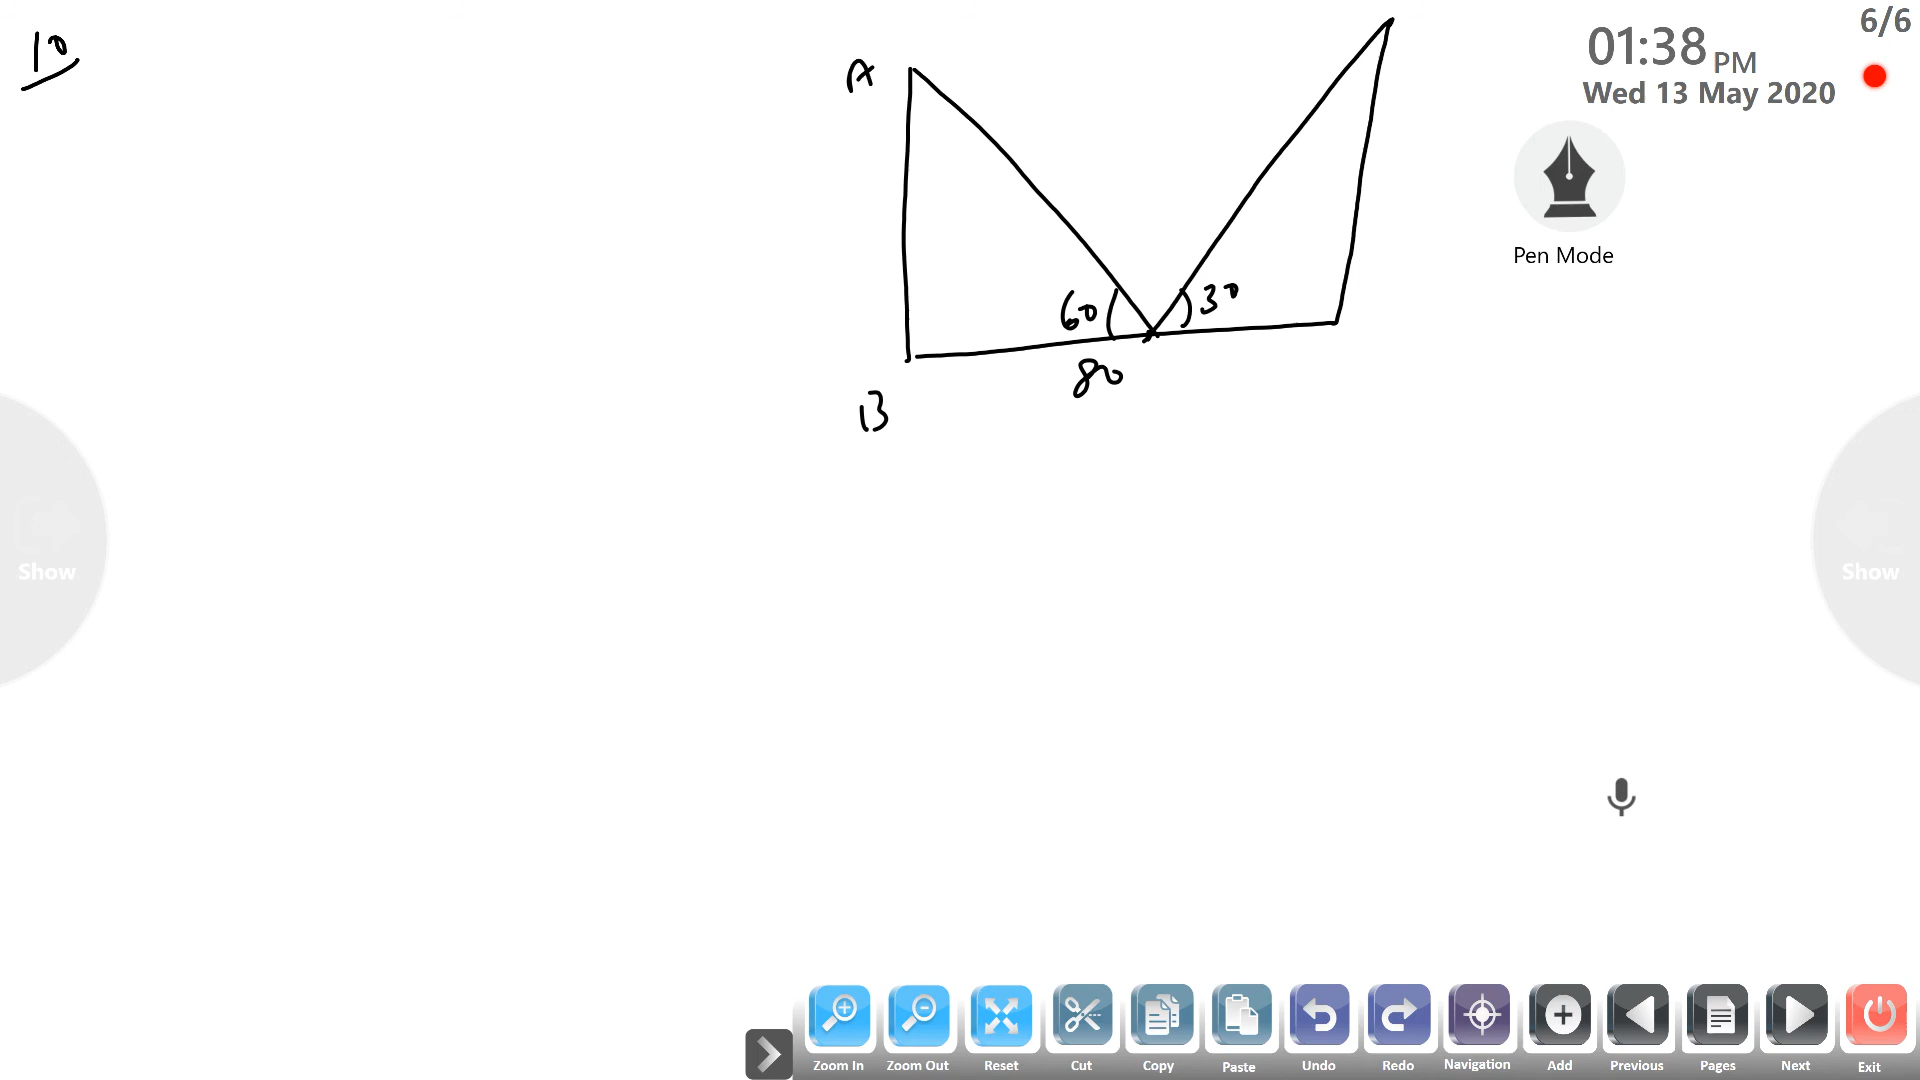 10
A
6/6
01:38 PM
Wed 13 May 2020
Pen Mode
60
30
80
B
Show
Show
Zoom In
Zoom Out
Reset
Cut
Copy
Paste
Undo
Redo
Navigation
Add
Previous
Pages
Next
Exit